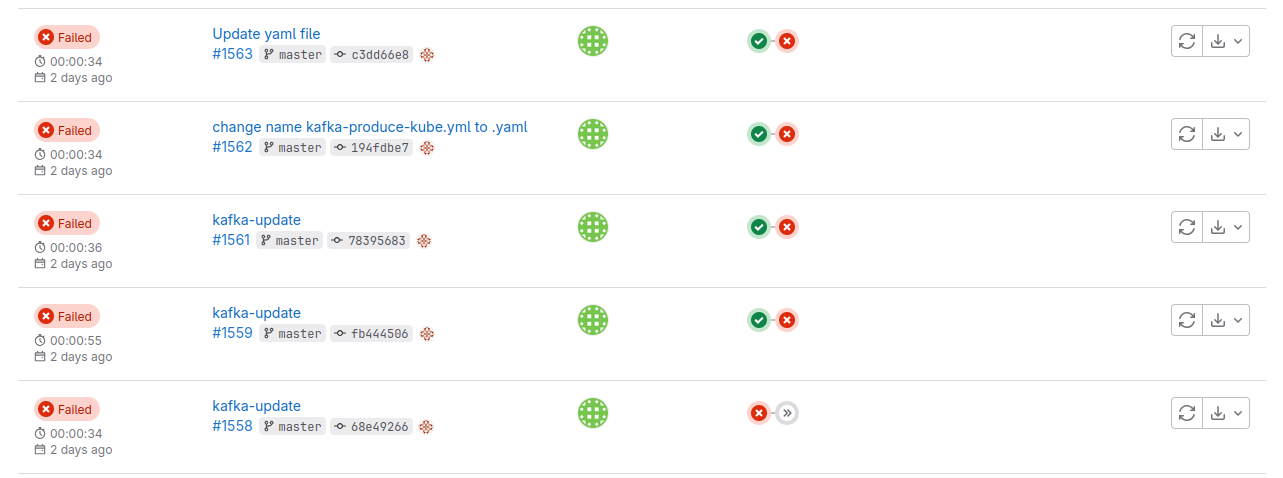 Failed
00:00:34
2 days ago
Update yaml file
#1563 master c3dd66e8
Failed
00:00:34
2 days ago
change name kafka-produce-kube.yml to .yaml
#1562 master 194fdbe7
Failed
00:00:36
2 days ago
kafka-update
#1561 master 78395683
Failed
00:00:55
2 days ago
kafka-update
#1559 master fb444506
Failed
00:00:34
2 days ago
kafka-update
#1558 master 68e49266